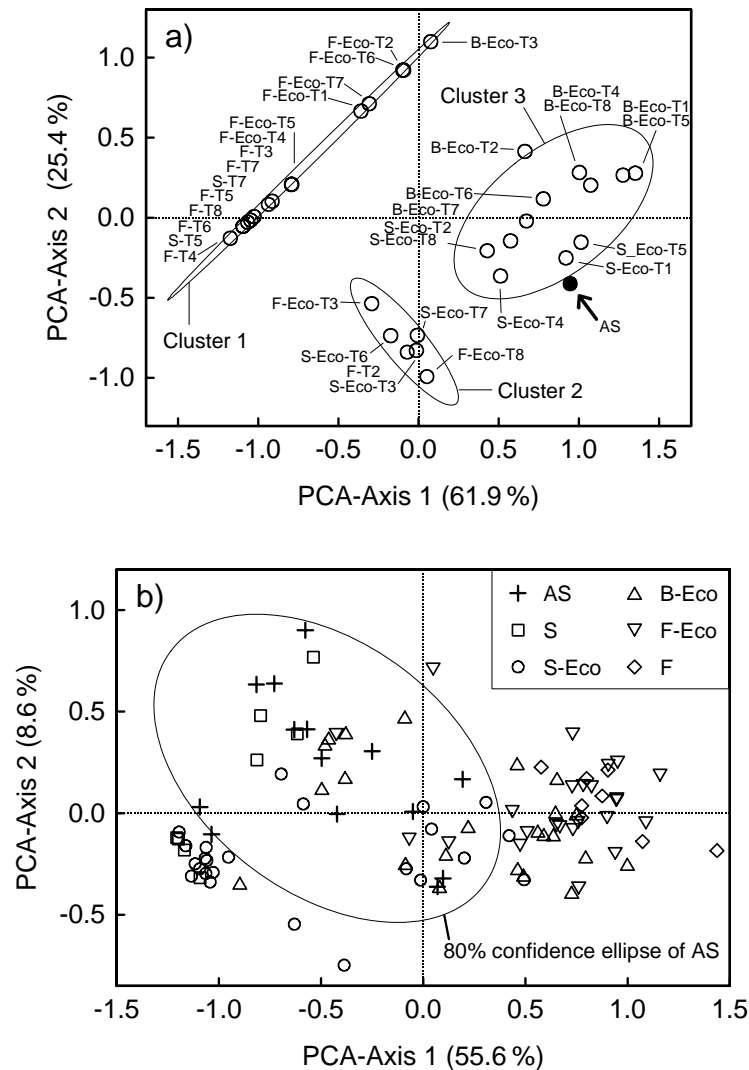 a)
F-Eco-T2
F-Eco-T6
B-Eco-T3
F-Eco-T7
F-Eco-T1
Cluster 3
B-Eco-T4
B-Eco-T8
B-Eco-T1
B-Eco-T5
F-Eco-T5
F-Eco-T4
F-T3
F-T7
S-T7
F-T5
F-T8
F-T6
S-T5
F-T4
B-Eco-T2
B-Eco-T6
B-Eco-T7
S-Eco-T2
S-Eco-T8
S_Eco-T5
S-Eco-T1
S-Eco-T4
AS
Cluster 1
F-Eco-T3
S-Eco-T7
S-Eco-T6
F-T2
S-Eco-T3
F-Eco-T8
Cluster 2
1.0
0.5
0.0
-0.5
-1.0
PCA-Axis 2 (25.4 %)
-1.5 -1.0 -0.5 0.0 0.5 1.0 1.5
PCA-Axis 1 (61.9 %)
b)
AS B-Eco
S F-Eco
S-Eco F
80% confidence ellipse of AS
1.0
0.5
0.0
-0.5
PCA-Axis 2 (8.6 %)
-1.5 -1.0 -0.5 0.0 0.5 1.0 1.5
PCA-Axis 1 (55.6 %)